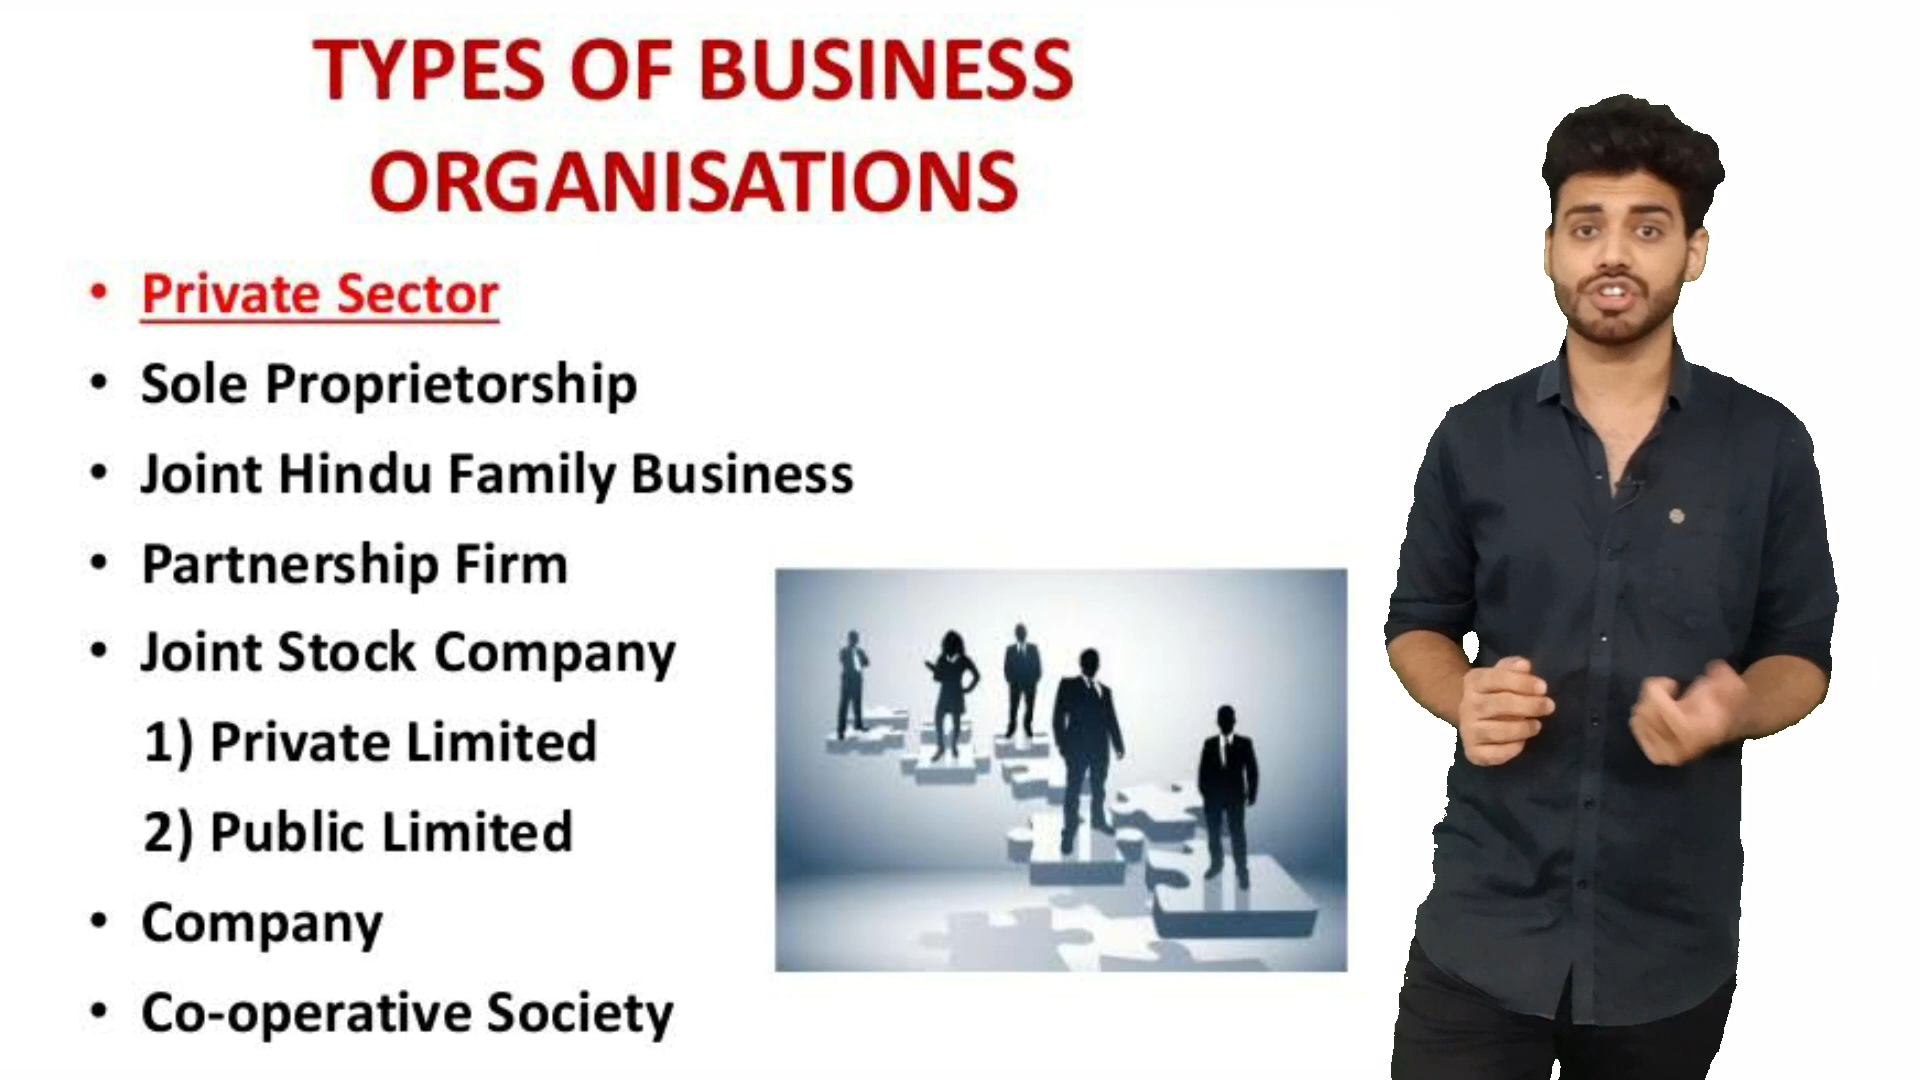 TYPES OF BUSINESS
ORGANISATIONS
• Private Sector
• Sole Proprietorship
• Joint Hindu Family Business
• Partnership Firm
• Joint Stock Company
1) Private Limited
2) Public Limited
• Company
• Co-operative Society